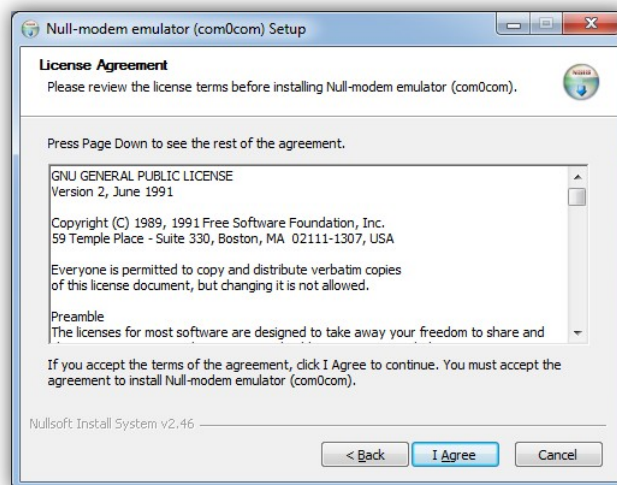 Null-modem emulator (com0com) Setup
License Agreement
Please review the license terms before installing Null-modem emulator (com0com).
Press Page Down to see the rest of the agreement.
GNU GENERAL PUBLIC LICENSE
Version 2, June 1991
Copyright (C) 1989, 1991 Free Software Foundation, Inc.
59 Temple Place - Suite 330, Boston, MA  02111-1307, USA
Everyone is permitted to copy and distribute verbatim copies
of this license document, but changing it is not allowed.
Preamble
The licenses for most software are designed to take away your freedom to share and
If you accept the terms of the agreement, click I Agree to continue. You must accept the
agreement to install Null-modem emulator (com0com).
Nullsoft Install System v2.46
< Back
I Agree
Cancel